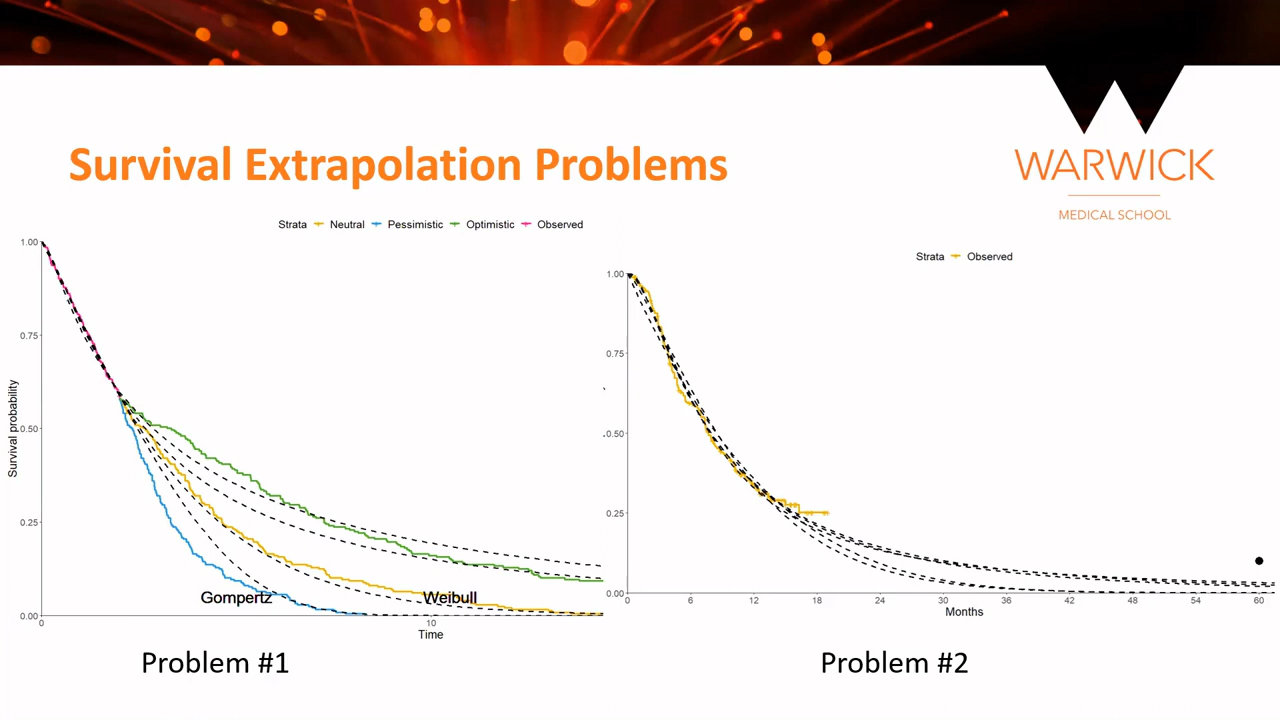 Survival Extrapolation Problems
WARWICK
MEDICAL SCHOOL
Strata Neutral Pessimistic Optimistic Observed
1.00
0.75
0.50
0.25
0.00
Survival probability
Gompertz
Weibull
0 10
Time
Problem #1
Strata Observed
1.00
0.75
0.50
0.25
0.00
0 6 12 18 24 30 36 42 48 54 60
Months
Problem #2